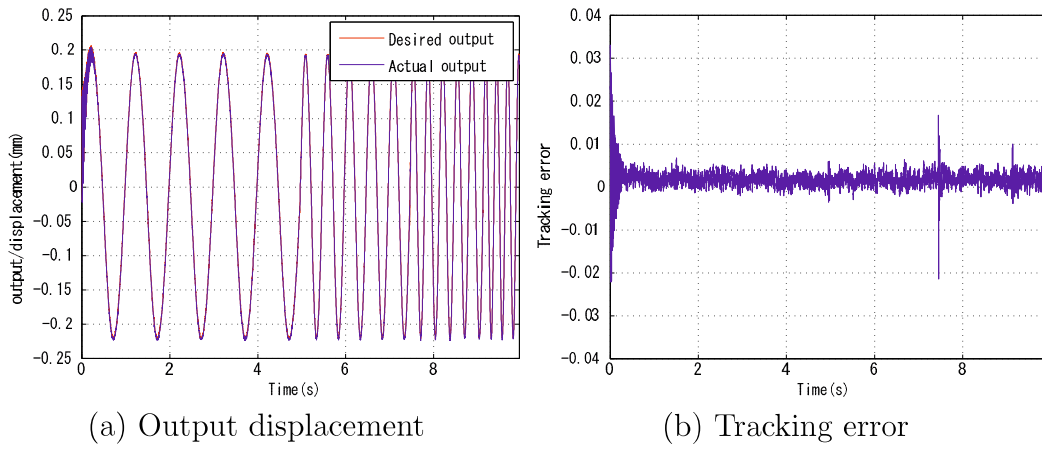 0.25
0.2
0.15
0.1
0.05
0
-0.05
-0.1
-0.15
-0.2
-0.25
output/displacement(mm)
Desired output
Actual output
0 2 4 6 8
Time(s)
(a) Output displacement
0.04
0.03
0.02
0.010
0
-0.01
-0.02
-0.03
-0.04
Tracking error
0 2 4 6 8
Time(s)
(b) Tracking error